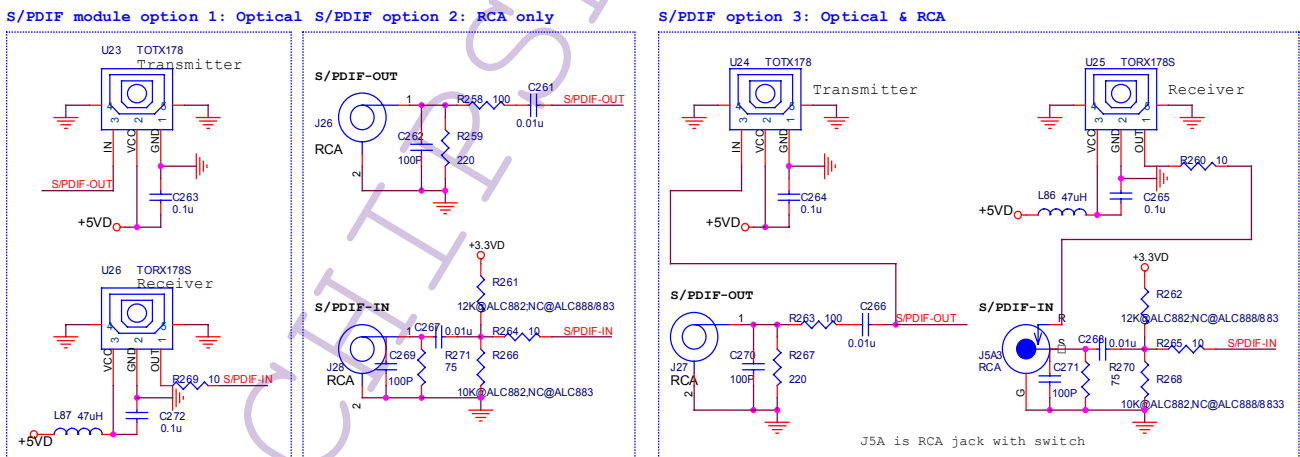 S/PDIF module option 1: Optical
U23 TOTX178
Transmitter
4 5
3 2 1
IN VCC GND
S/PDIF-OUT
C263
0.1u
+5VD
U26 TORX178S
Receiver
4 5
3 2 1
VCC GND OUT
R269 10 S/PDIF-IN
L87 47uH
C272
0.1u
+5VD
S/PDIF option 2: RCA only
S/PDIF-OUT
1
R258 100
C261
0.01u
S/PDIF-OUT
J26
RCA
C262
100P
R259
220
2
+3.3VD
R261
12K@ALC882;NC@ALC888/883
S/PDIF-IN
1
C267 0.01u
R264 10
S/PDIF-IN
J28
RCA
C269
100P
R271
75
R266
10K@ALC882,NC@ALC883
2
S/PDIF option 3: Optical & RCA
U24 TOTX178
Transmitter
4 5
3 2 1
IN VCC GND
C264
0.1u
+5VD
U25 TORX178S
Receiver
4 5
3 2 1
VCC GND OUT
R260 10
L86 47uH
C265
0.1u
+5VD
S/PDIF-OUT
1
R263 100
C266
0.01u
S/PDIF-OUT
J27
RCA
C270
100P
R267
220
2
+3.3VD
R262
12K@ALC882;NC@ALC888/883
S/PDIF-IN
R
S
C268 0.01u
R265 10
S/PDIF-IN
J5A3
RCA
C271
100P
R270
75
R268
10K@ALC882,NC@ALC888/8833
G
J5A is RCA jack with switch
CHIPS